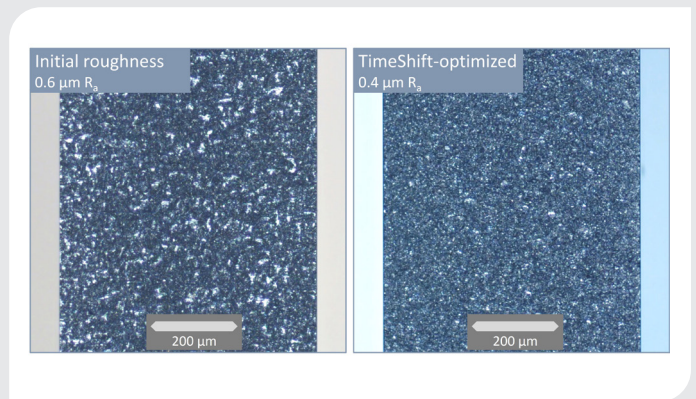 Initial roughness
0.6 µm Rₐ
TimeShift-optimized
0.4 µm Rₐ
200 µm
200 µm